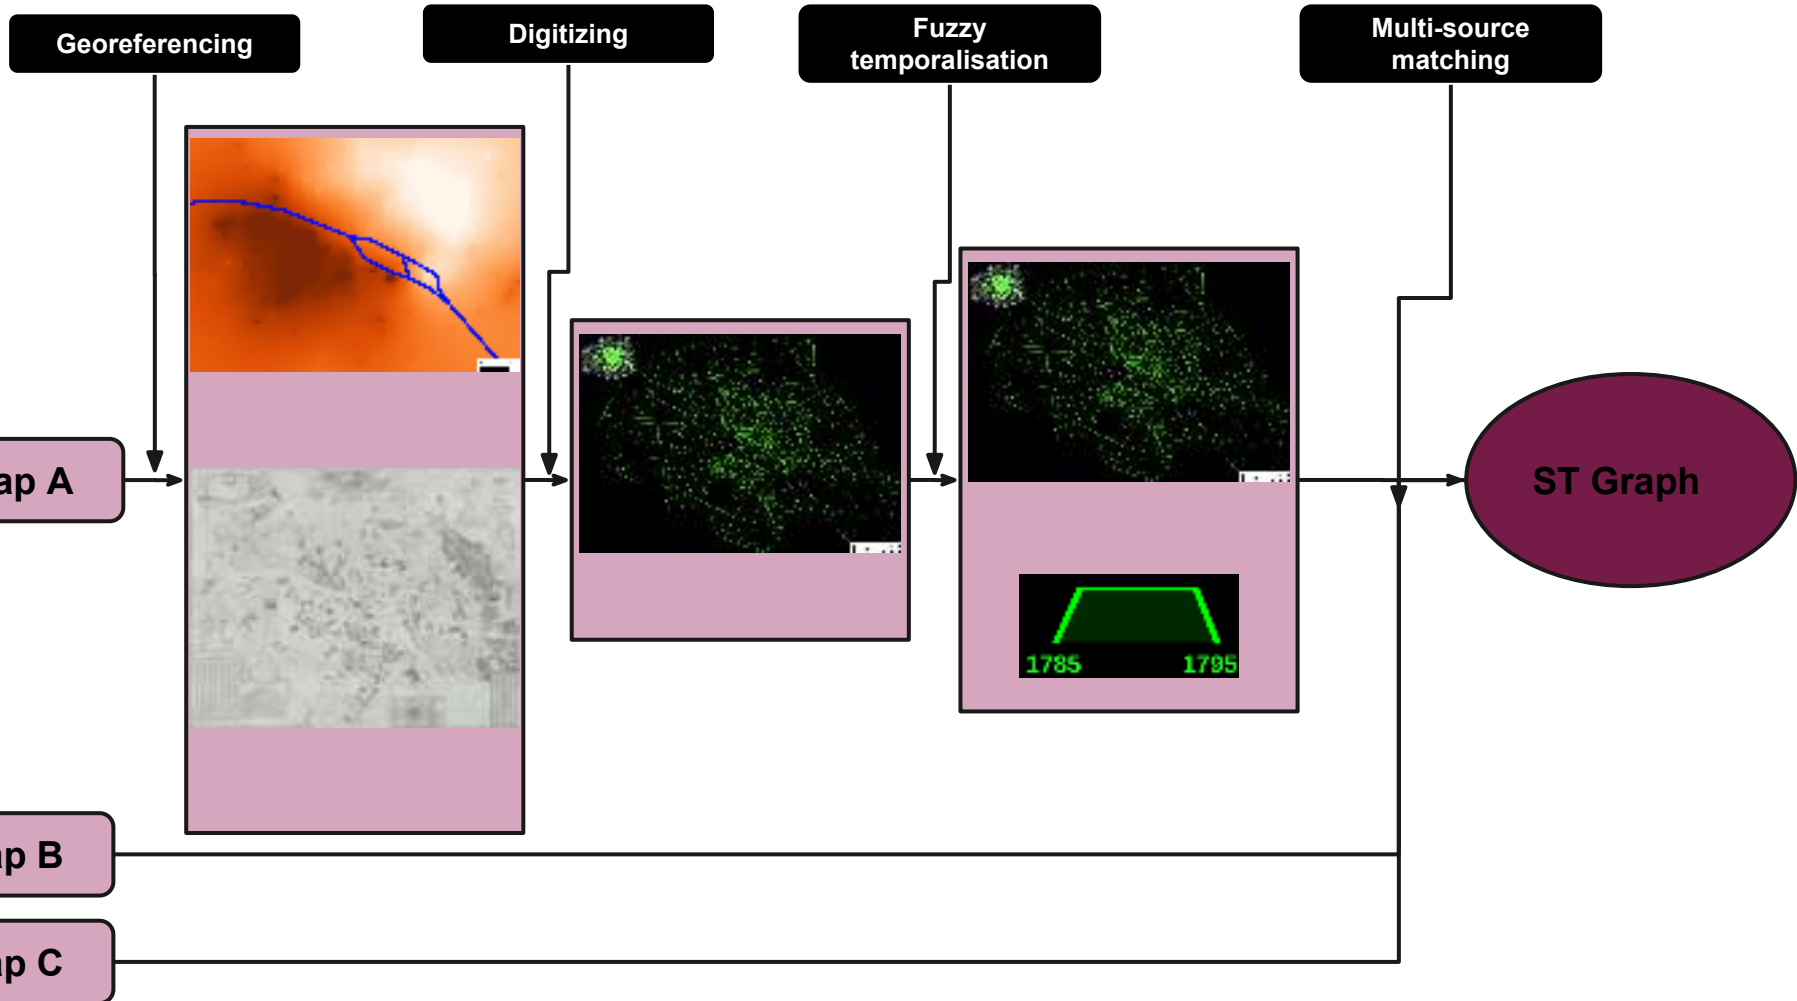 Georeferencing
Digitizing
Fuzzy
temporalisation
Multi-source
matching
ap A
ST Graph
1785
1795
ap B
ap C